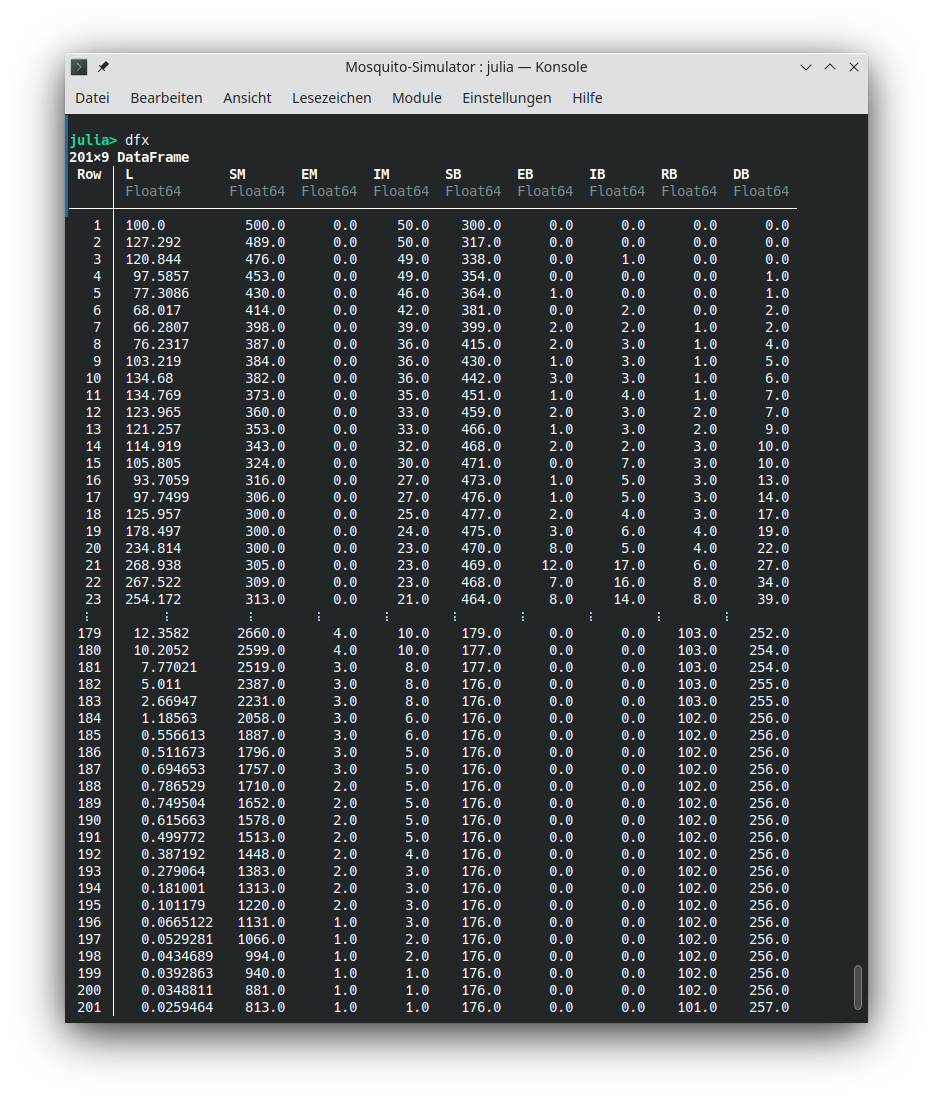 Mosquito-Simulator : julia — Konsole
Datei Bearbeiten Ansicht Lesezeichen Module Einstellungen Hilfe
julia> dfx
201×9 DataFrame
Row L SM EM IM SB EB IB RB DB
Float64 Float64 Float64 Float64 Float64 Float64 Float64 Float64 Float64
1 100.0 500.0 0.0 50.0 300.0 0.0 0.0 0.0 0.0
2 127.292 489.0 0.0 50.0 317.0 0.0 0.0 0.0 0.0
3 120.844 476.0 0.0 49.0 338.0 0.0 1.0 0.0 0.0
4 97.5857 453.0 0.0 49.0 354.0 0.0 0.0 0.0 1.0
5 77.3086 430.0 0.0 46.0 364.0 1.0 0.0 0.0 1.0
6 68.017 414.0 0.0 42.0 381.0 0.0 2.0 0.0 2.0
7 66.2807 398.0 0.0 39.0 399.0 2.0 2.0 1.0 2.0
8 76.2317 387.0 0.0 36.0 415.0 2.0 3.0 1.0 4.0
9 103.219 384.0 0.0 36.0 430.0 1.0 3.0 1.0 5.0
10 134.68 382.0 0.0 36.0 442.0 3.0 3.0 1.0 6.0
11 134.769 373.0 0.0 35.0 451.0 1.0 4.0 1.0 7.0
12 123.965 360.0 0.0 33.0 459.0 2.0 3.0 2.0 7.0
13 121.257 353.0 0.0 33.0 466.0 1.0 3.0 2.0 9.0
14 114.919 343.0 0.0 32.0 468.0 2.0 2.0 3.0 10.0
15 105.805 324.0 0.0 30.0 471.0 0.0 7.0 3.0 10.0
16 93.7059 316.0 0.0 27.0 473.0 1.0 5.0 3.0 13.0
17 97.7499 306.0 0.0 27.0 476.0 1.0 5.0 3.0 14.0
18 125.957 300.0 0.0 25.0 477.0 2.0 4.0 3.0 17.0
19 178.497 300.0 0.0 24.0 475.0 3.0 6.0 4.0 19.0
20 234.814 300.0 0.0 23.0 470.0 8.0 5.0 4.0 22.0
21 268.938 305.0 0.0 23.0 469.0 12.0 17.0 6.0 27.0
22 267.522 309.0 0.0 23.0 468.0 7.0 16.0 8.0 34.0
23 254.172 313.0 0.0 21.0 464.0 8.0 14.0 8.0 39.0
⋮ ⋮ ⋮ ⋮ ⋮ ⋮ ⋮ ⋮ ⋮ ⋮
179 12.3582 2660.0 4.0 10.0 179.0 0.0 0.0 103.0 252.0
180 10.2052 2599.0 4.0 10.0 177.0 0.0 0.0 103.0 254.0
181 7.77021 2519.0 3.0 8.0 177.0 0.0 0.0 103.0 254.0
182 5.011 2387.0 3.0 8.0 176.0 0.0 0.0 103.0 255.0
183 2.66947 2231.0 3.0 8.0 176.0 0.0 0.0 103.0 255.0
184 1.18563 2058.0 3.0 6.0 176.0 0.0 0.0 102.0 256.0
185 0.556613 1887.0 3.0 6.0 176.0 0.0 0.0 102.0 256.0
186 0.511673 1796.0 3.0 5.0 176.0 0.0 0.0 102.0 256.0
187 0.694653 1757.0 3.0 5.0 176.0 0.0 0.0 102.0 256.0
188 0.786529 1710.0 2.0 5.0 176.0 0.0 0.0 102.0 256.0
189 0.749504 1652.0 2.0 5.0 176.0 0.0 0.0 102.0 256.0
190 0.615663 1578.0 2.0 5.0 176.0 0.0 0.0 102.0 256.0
191 0.499772 1513.0 2.0 5.0 176.0 0.0 0.0 102.0 256.0
192 0.387192 1448.0 2.0 4.0 176.0 0.0 0.0 102.0 256.0
193 0.279064 1383.0 2.0 3.0 176.0 0.0 0.0 102.0 256.0
194 0.181001 1313.0 2.0 3.0 176.0 0.0 0.0 102.0 256.0
195 0.101179 1220.0 2.0 3.0 176.0 0.0 0.0 102.0 256.0
196 0.0665122 1131.0 1.0 3.0 176.0 0.0 0.0 102.0 256.0
197 0.0529281 1066.0 1.0 2.0 176.0 0.0 0.0 102.0 256.0
198 0.0434689 994.0 1.0 2.0 176.0 0.0 0.0 102.0 256.0
199 0.0392863 940.0 1.0 1.0 176.0 0.0 0.0 102.0 256.0
200 0.0348811 881.0 1.0 1.0 176.0 0.0 0.0 102.0 256.0
201 0.0259464 813.0 1.0 1.0 176.0 0.0 0.0 101.0 257.0